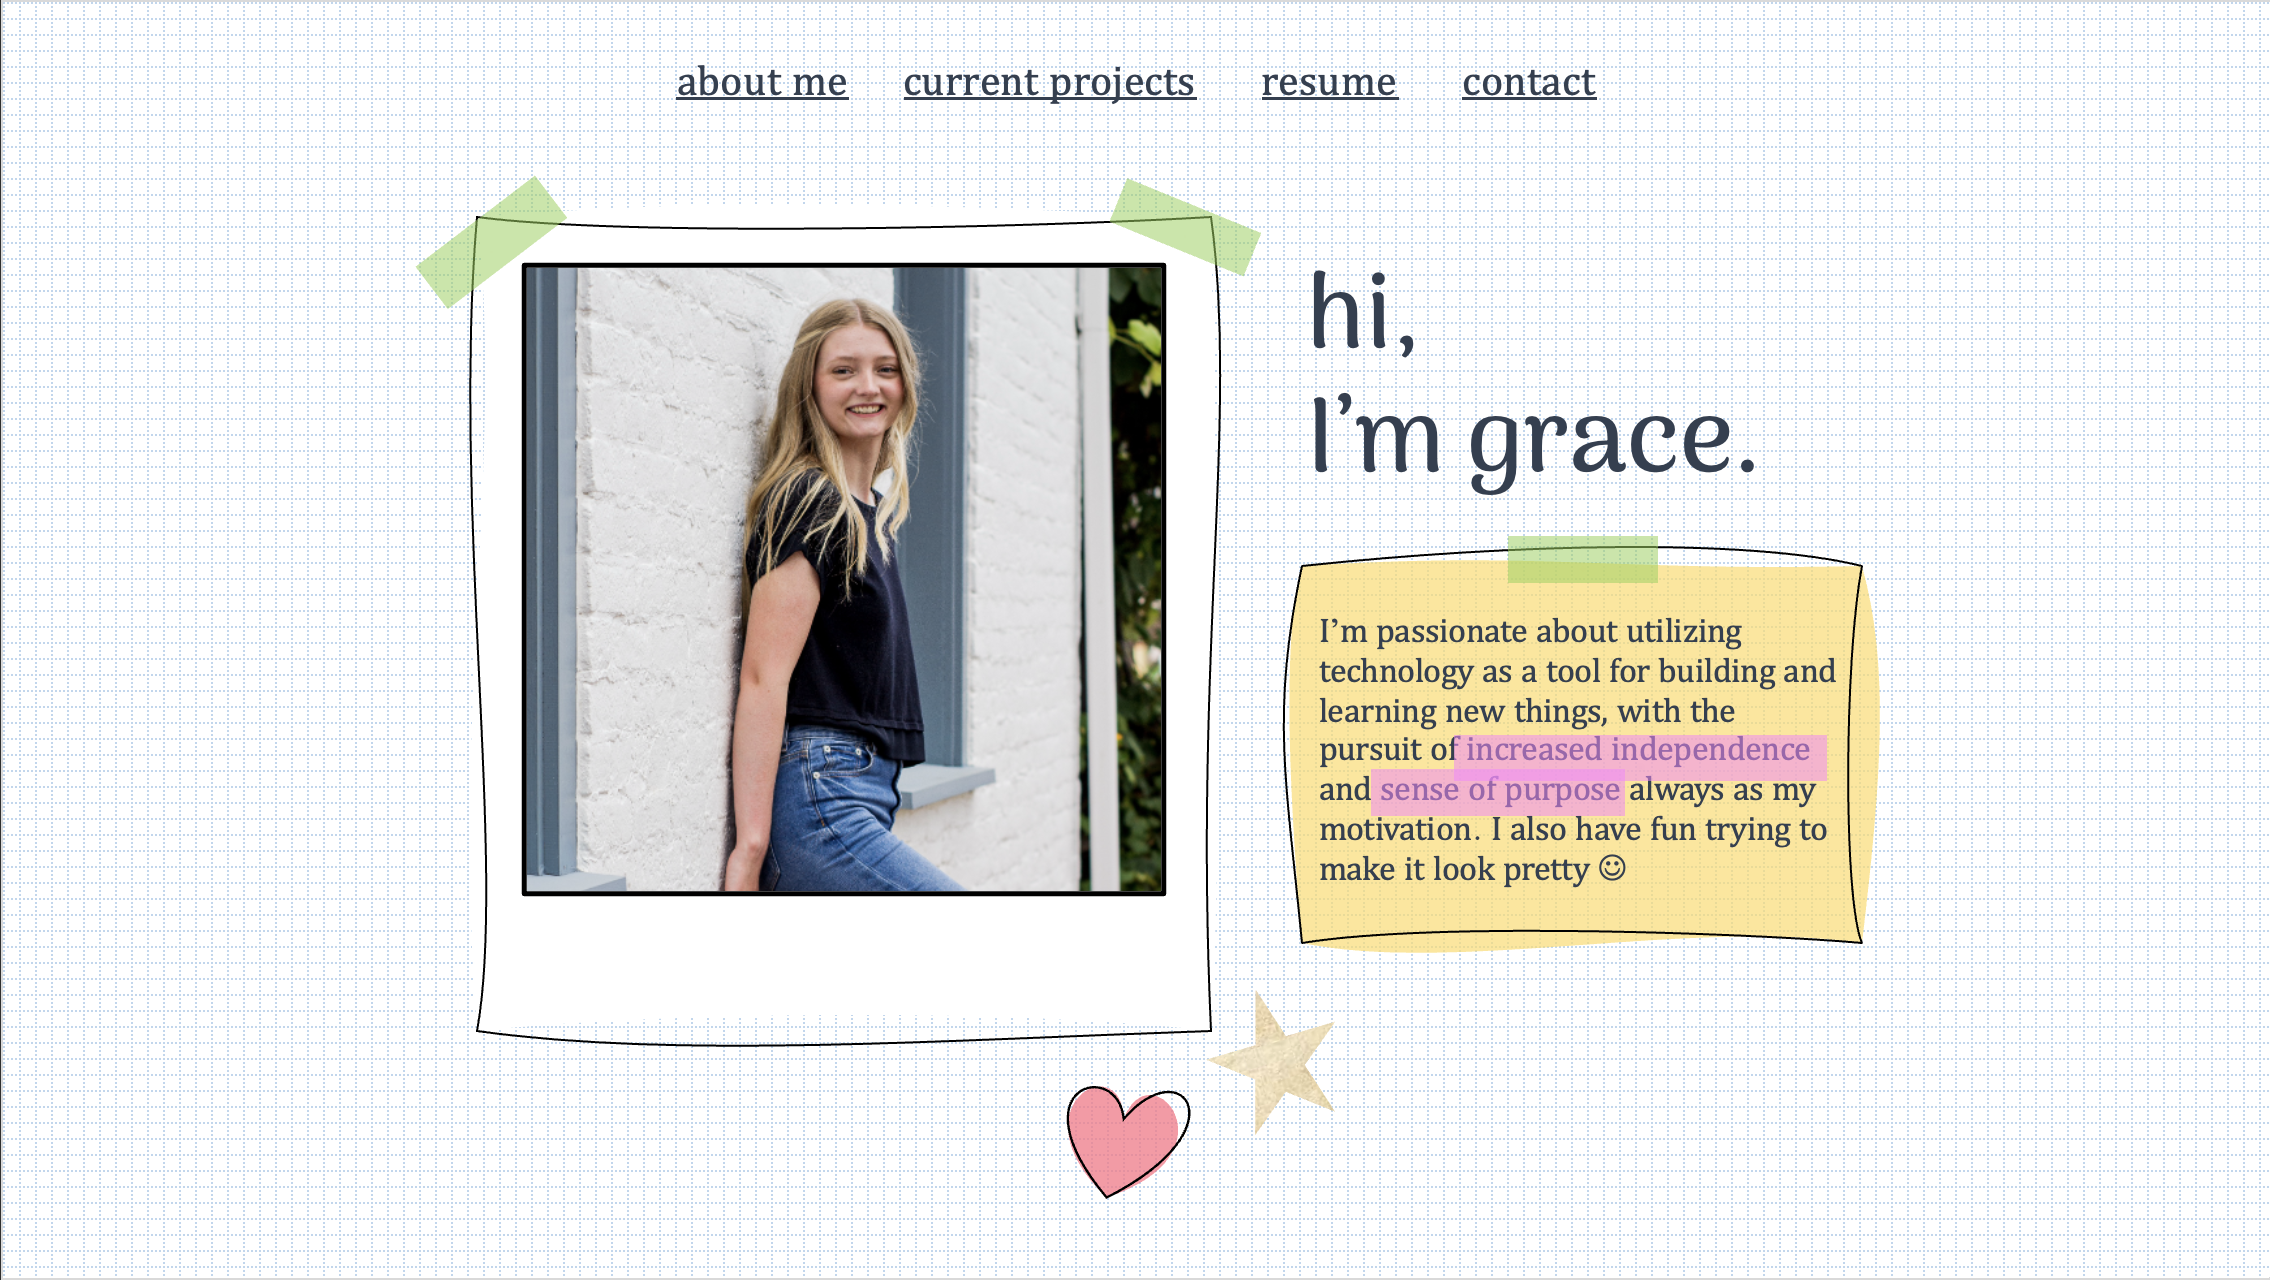 about me current projects resume contact
hi,
I’m grace.
I’m passionate about utilizing
technology as a tool for building and
learning new things, with the
pursuit of increased independence
and sense of purpose always as my
motivation. I also have fun trying to
make it look pretty ☺